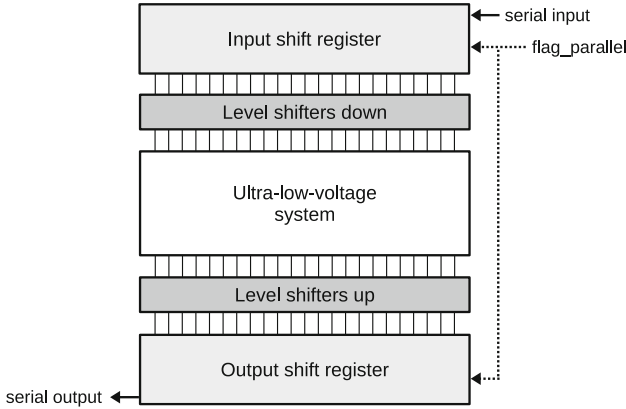 serial input
Input shift register
flag_parallel
Level shifters down
Ultra-low-voltage
system
Level shifters up
Output shift register
serial output